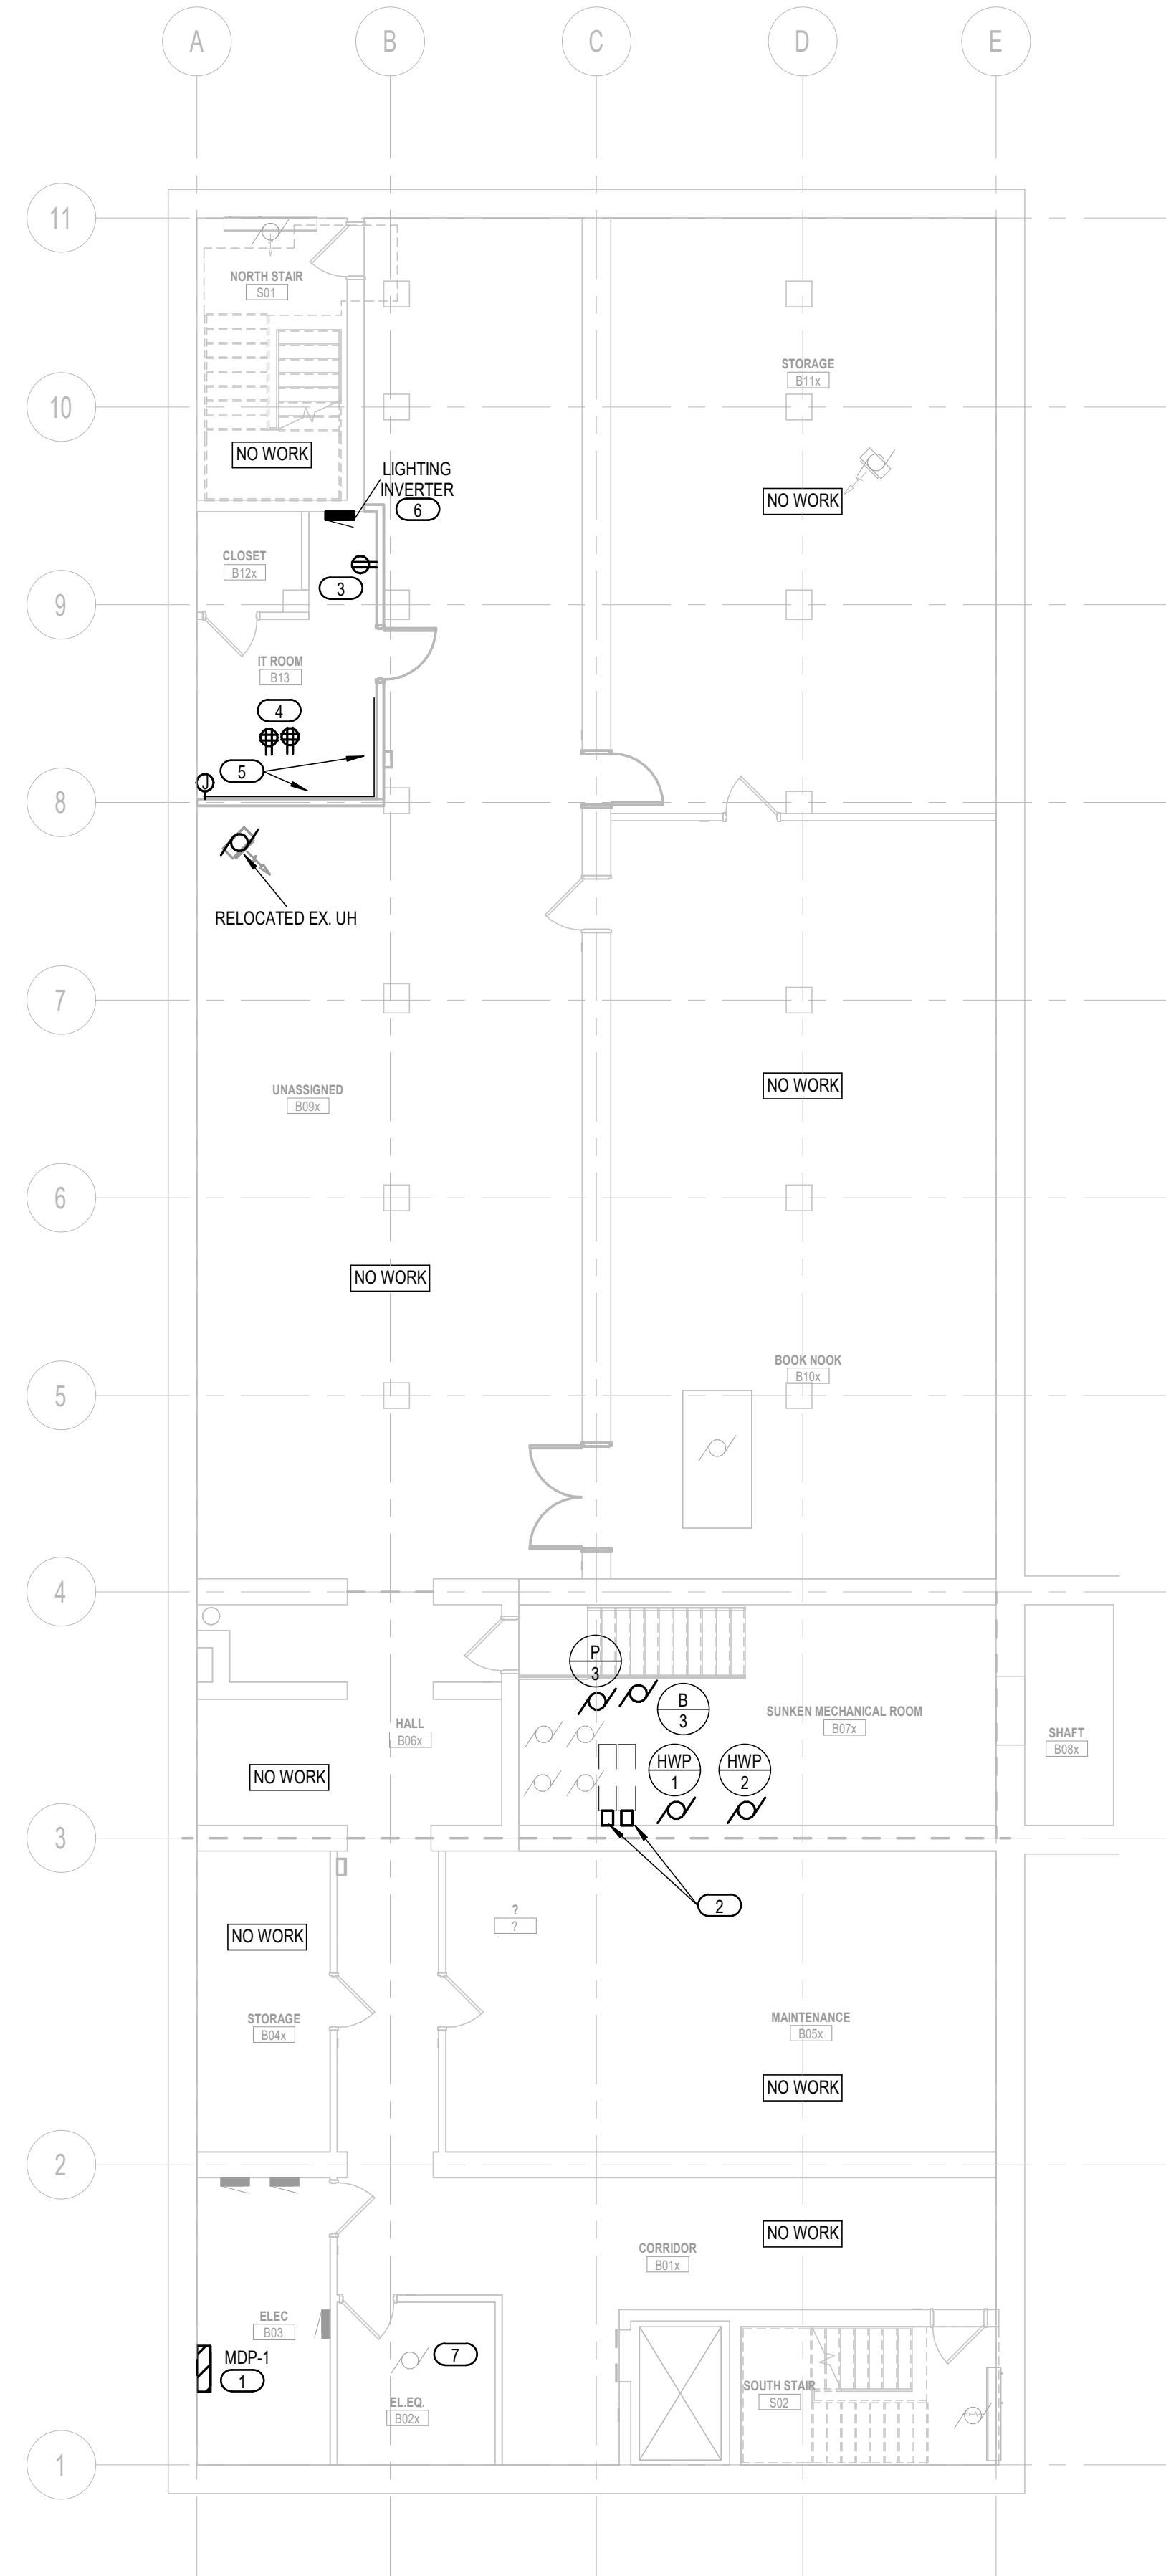 A
B
C
D
E
11
NORTH STAIR
S01
STORAGE
B11x
10
NO WORK
LIGHTING
INVERTER
6
NO WORK
CLOSET
B12x
3
9
IT ROOM
B13
4
5
J
8
RELOCATED EX. UH
7
UNASSIGNED
B09x
NO WORK
6
NO WORK
BOOK NOOK
B10x
5
4
P
3
B
3
SUNKEN MECHANICAL ROOM
B07x
HALL
B06x
SHAFT
B08x
HWP
1
HWP
2
NO WORK
3
2
?
?
NO WORK
STORAGE
B04x
MAINTENANCE
B05x
NO WORK
2
NO WORK
CORRIDOR
B01x
ELEC
B03
MDP-1
1
7
EL.EQ.
B02x
SOUTH STAIR
S02
1